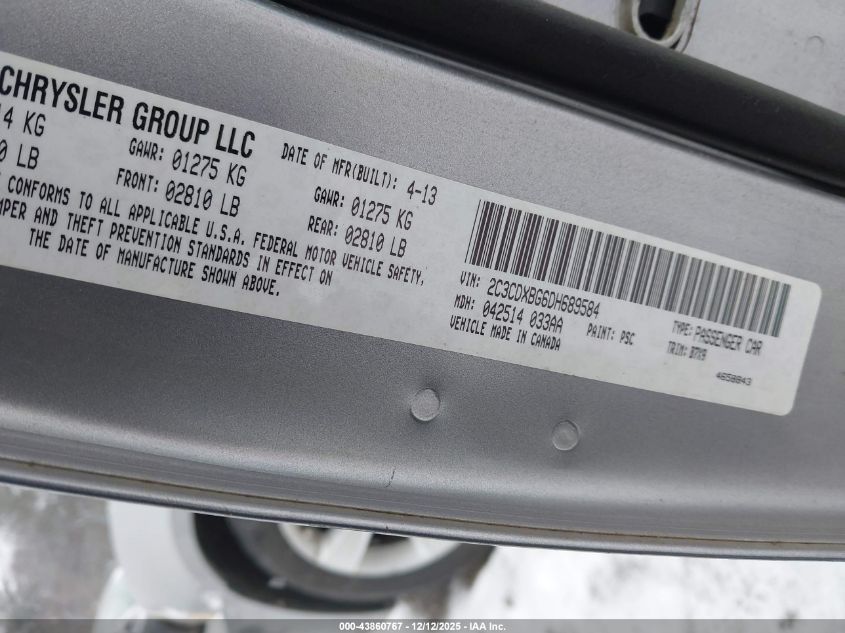 CHRYSLER GROUP LLC
4 KG
0 LB
GAWR: 01275 KG
FRONT: 02810 LB
DATE OF MFR(BUILT): 4-13
GAWR: 01275 KG
REAR: 02810 LB
CONFORMS TO ALL APPLICABLE U.S.A. FEDERAL MOTOR VEHICLE SAFETY,
MPER AND THEFT PREVENTION STANDARDS IN EFFECT ON
THE DATE OF MANUFACTURE SHOWN ABOVE.
VIN: 2C3CDXBG6DH689584
MDH: 042514 033AA
VEHICLE MADE IN CANADA
PAINT: PSC
TYPE: PASSENGER CAR
TRIM: B7X9
4658843
000-43860767 - 12/12/2025 - IAA Inc.